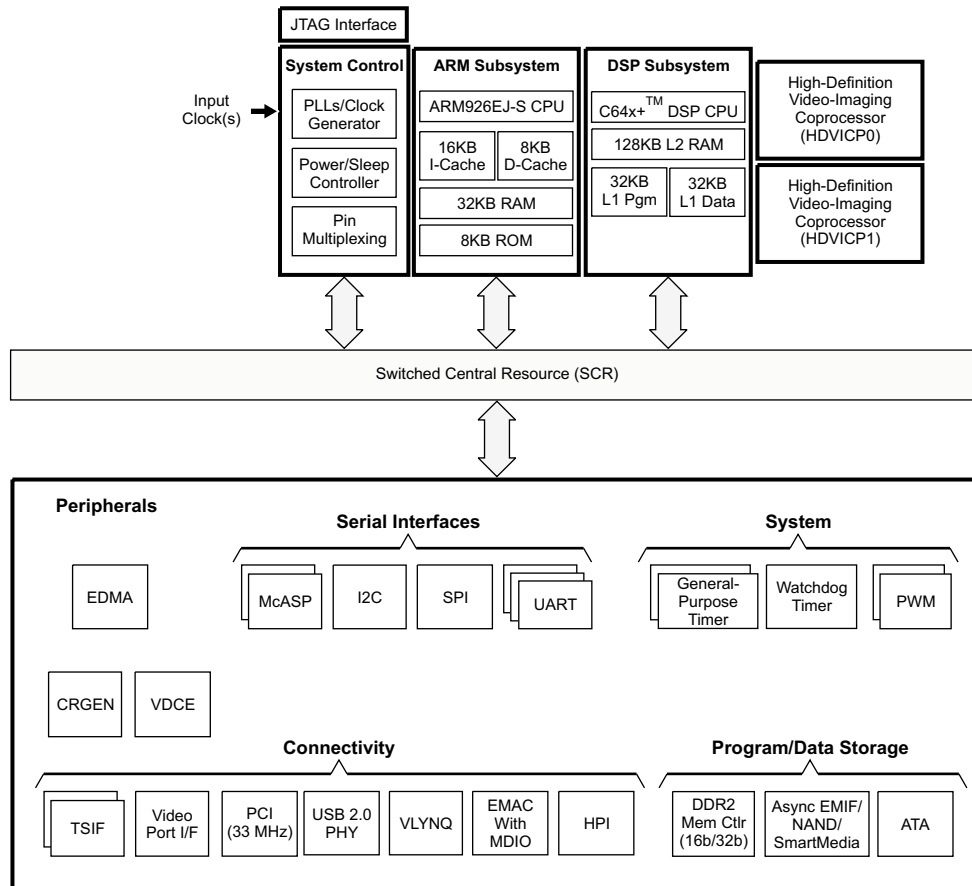 JTAG Interface
System Control
ARM Subsystem
DSP Subsystem
Input
Clock(s)
PLLs/Clock
Generator
Power/Sleep
Controller
Pin
Multiplexing
ARM926EJ-S CPU
16KB
I-Cache
8KB
D-Cache
32KB RAM
8KB ROM
C64x+™ DSP CPU
128KB L2 RAM
32KB
L1 Pgm
32KB
L1 Data
High-Definition
Video-Imaging
Coprocessor
(HDVICP0)
High-Definition
Video-Imaging
Coprocessor
(HDVICP1)
Switched Central Resource (SCR)
Peripherals
Serial Interfaces
System
EDMA
McASP
I2C
SPI
UART
General-
Purpose
Timer
Watchdog
Timer
PWM
CRGEN
VDCE
Connectivity
Program/Data Storage
TSIF
Video
Port I/F
PCI
(33 MHz)
USB 2.0
PHY
VLYNQ
EMAC
With
MDIO
HPI
DDR2
Mem Ctlr
(16b/32b)
Async EMIF/
NAND/
SmartMedia
ATA